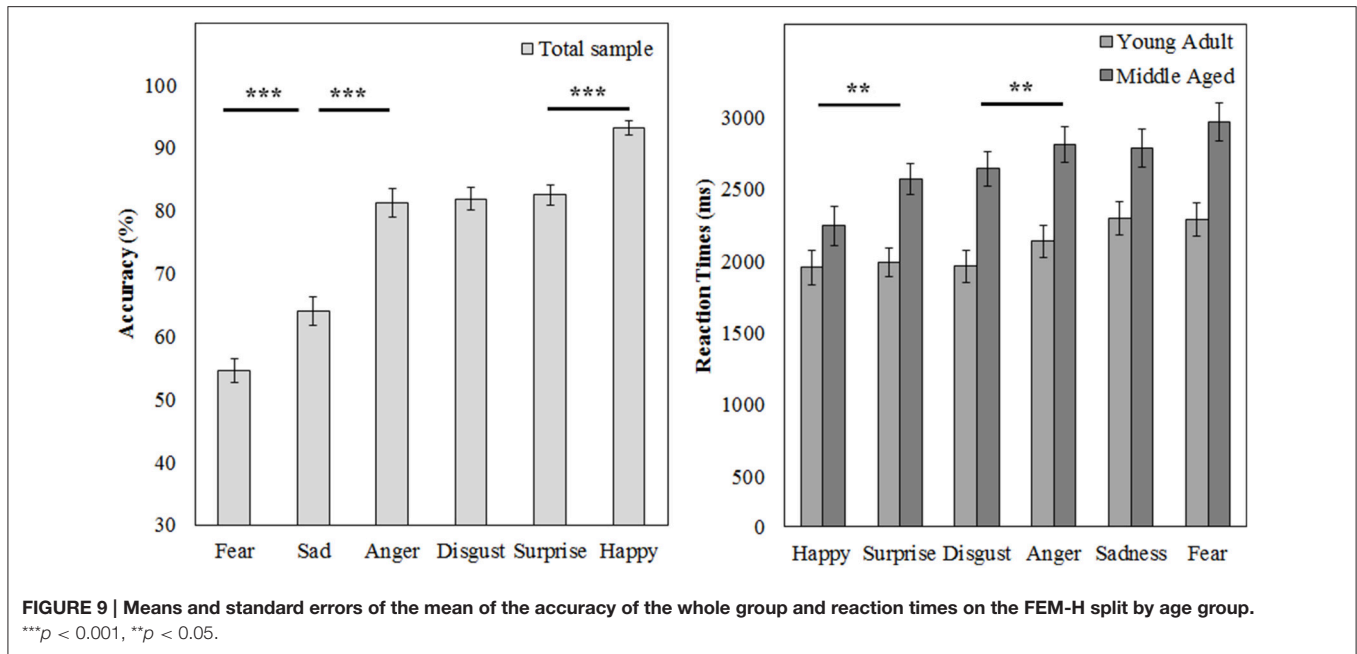 Total sample
*** *** ***
100
90
80
70
60
50
40
30
Accuracy (%)
Fear Sad Anger Disgust Surprise Happy
Young Adult
Middle Aged
** **
3000
2500
2000
1500
1000
500
0
Reaction Times (ms)
Happy Surprise Disgust Anger Sadness Fear
FIGURE 9 | Means and standard errors of the mean of the accuracy of the whole group and reaction times on the FEM-H split by age group.
***p < 0.001, **p < 0.05.